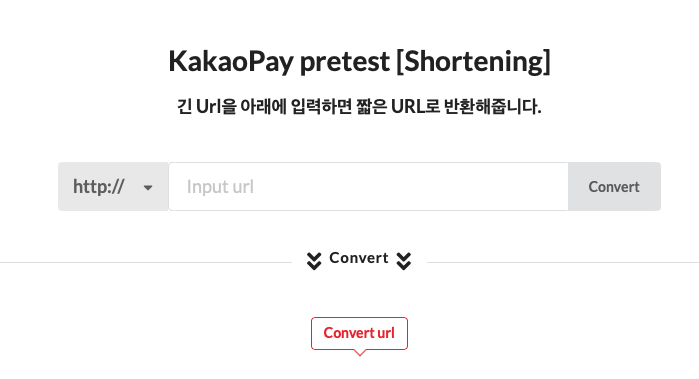 KakaoPay pretest [Shortening]
긴 Url을 아래에 입력하면 짧은 URL로 반환해줍니다.
http:// Input url Convert
Convert
Convert url